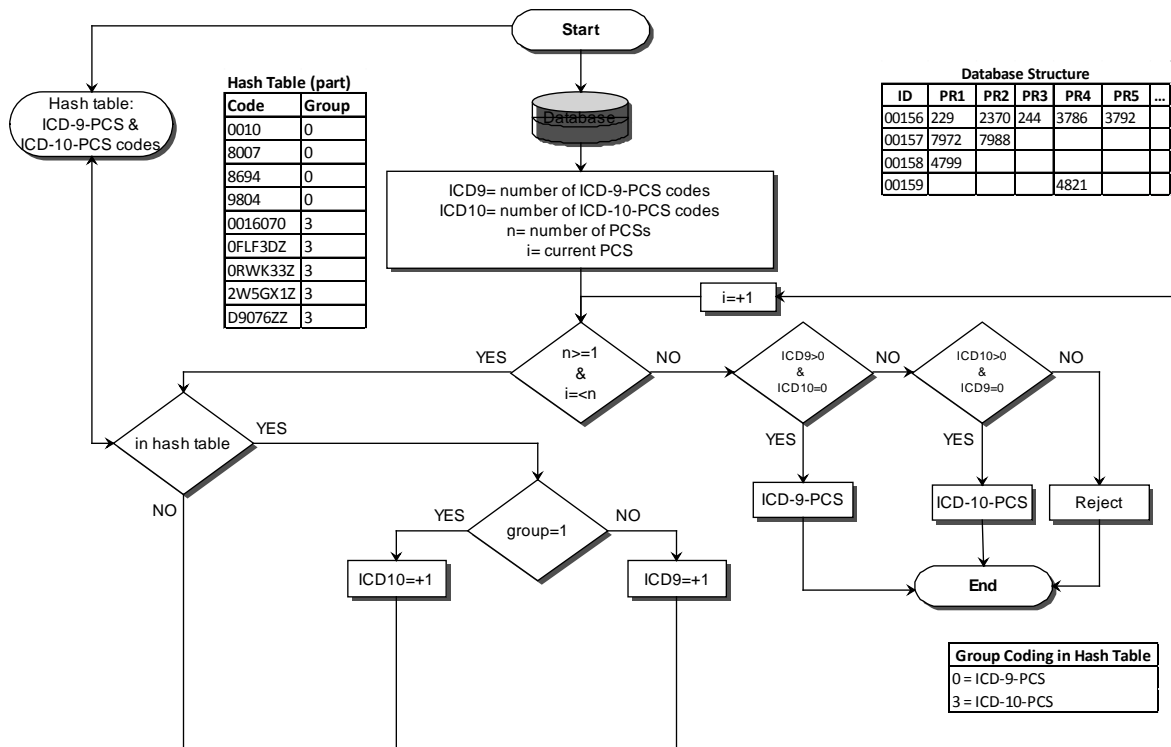 Start
Hash table:
ICD-9-PCS &
ICD-10-PCS codes
Hash Table (part)
Code Group
0010 0
8007 0
8694 0
9804 0
0016070 3
0FLF3DZ 3
0RWK33Z 3
2W5GX1Z 3
D9076ZZ 3
Database
Database Structure
ID PR1 PR2 PR3 PR4 PR5 ...
00156 229 2370 244 3786 3792
00157 7972 7988
00158 4799
00159 4821
ICD9= number of ICD-9-PCS codes
ICD10= number of ICD-10-PCS codes
n= number of PCSs
i= current PCS
i=+1
YES
n>=1
&
i=<n
NO
ICD9>0
&
ICD10=0
NO
ICD10>0
&
ICD9=0
NO
in hash table
YES
NO
YES
YES
ICD-9-PCS
ICD-10-PCS
Reject
YES
group=1
NO
ICD10=+1
ICD9=+1
End
Group Coding in Hash Table
0 = ICD-9-PCS
3 = ICD-10-PCS